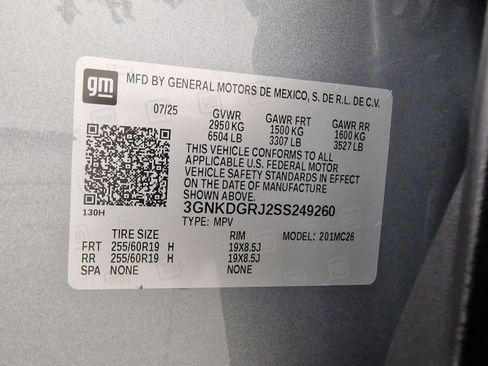 gm
MFD BY GENERAL MOTORS DE MEXICO, S. DE R.L. DE C.V.
07/25 GVWR GAWR FRT GAWR RR
2950 KG 1500 KG 1600 KG
6504 LB 3307 LB 3527 LB
THIS VEHICLE CONFORMS TO ALL
APPLICABLE U.S. FEDERAL MOTOR
VEHICLE SAFETY STANDARDS IN EFFECT
ON THE DATE OF MANUFACTURE
SHOWN ABOVE.
3GNKDGRJ2SS249260
130H
TYPE: MPV MODEL: 201MC26
TIRE SIZE RIM
FRT 255/60R19 H 19X8.5J
RR 255/60R19 H 19X8.5J
SPA NONE NONE